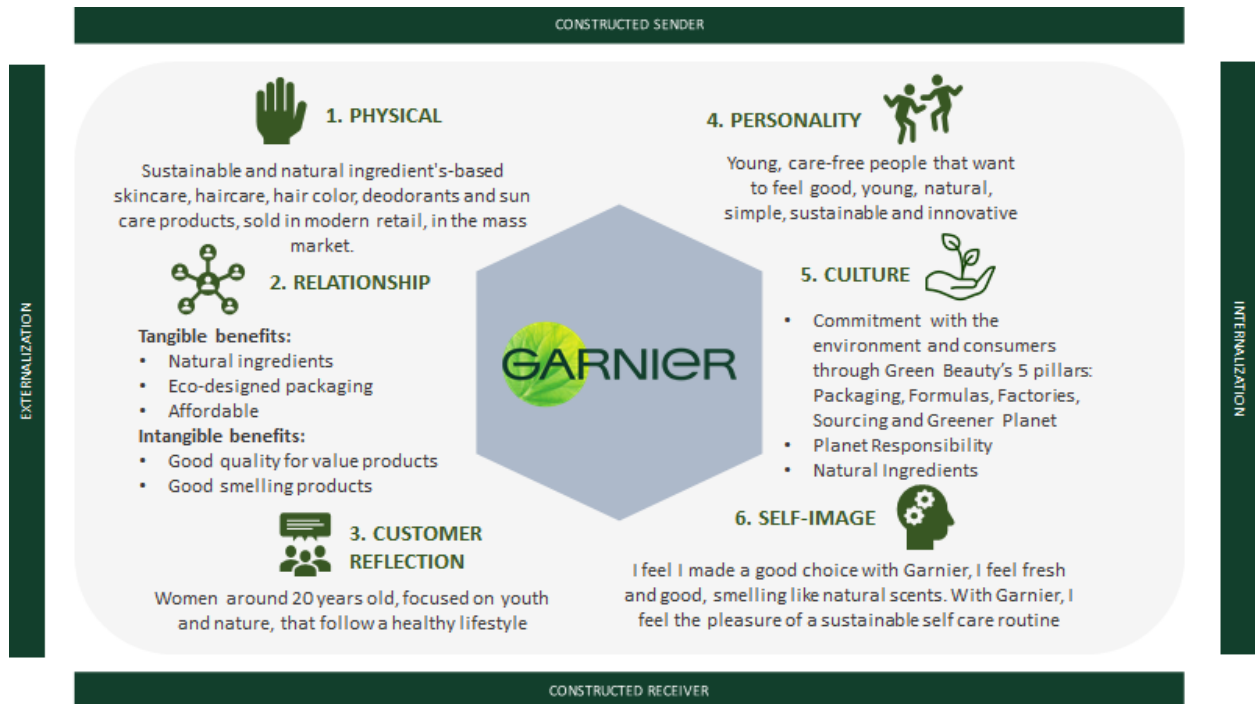 CONSTRUCTED SENDER
EXTERNALIZATION
1. PHYSICAL
Sustainable and natural ingredient's-based
skincare, haircare, hair color, deodorants and sun
care products, sold in modern retail, in the mass
market.
2. RELATIONSHIP
Tangible benefits:
• Natural ingredients
• Eco-designed packaging
• Affordable
Intangible benefits:
• Good quality for value products
• Good smelling products
3. CUSTOMER
REFLECTION
Women around 20 years old, focused on youth
and nature, that follow a healthy lifestyle
GARNIER
4. PERSONALITY
Young, care-free people that want
to feel good, young, natural,
simple, sustainable and innovative
5. CULTURE
• Commitment with the
environment and consumers
through Green Beauty's 5 pillars:
Packaging, Formulas, Factories,
Sourcing and Greener Planet
• Planet Responsibility
• Natural Ingredients
6. SELF-IMAGE
I feel I made a good choice with Garnier, I feel fresh
and good, smelling like natural scents. With Garnier, I
feel the pleasure of a sustainable self care routine
INTERNALIZATION
CONSTRUCTED RECEIVER